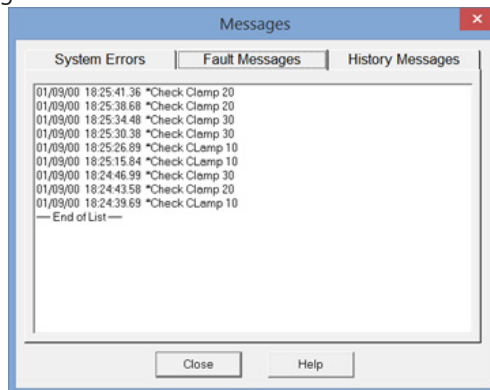 Messages
System Errors Fault Messages History Messages
01/09/00 18:25:41.36 *Check Clamp 20
01/09/00 18:25:38.68 *Check Clamp 20
01/09/00 18:25:34.48 *Check Clamp 30
01/09/00 18:25:30.38 *Check Clamp 30
01/09/00 18:25:26.89 *Check CLamp 10
01/09/00 18:25:15.84 *Check CLamp 10
01/09/00 18:24:46.99 *Check Clamp 30
01/09/00 18:24:43.58 *Check Clamp 20
01/09/00 18:24:39.69 *Check CLamp 10
---- End of List ----
Close Help